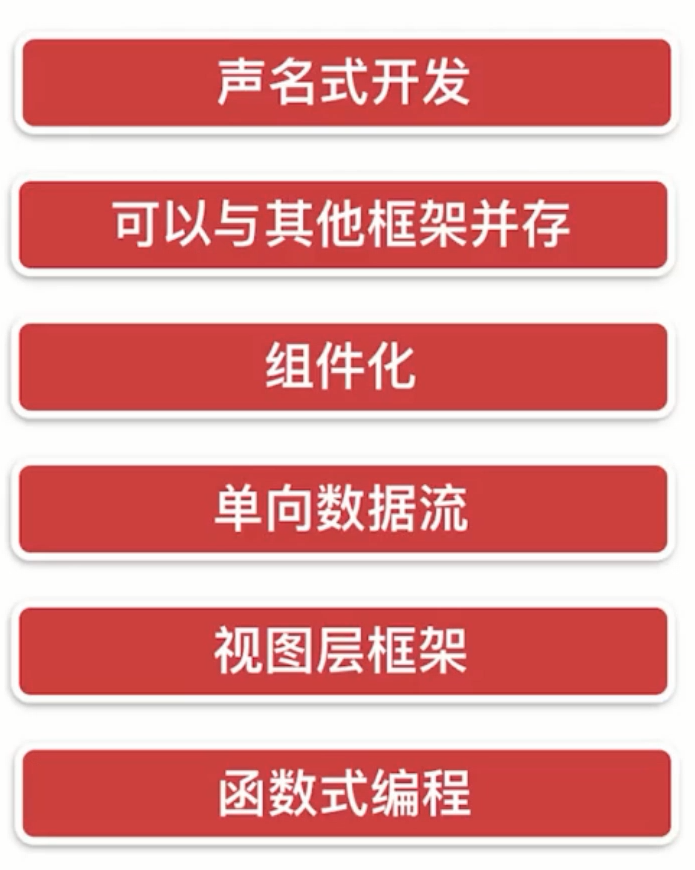 声名式开发
可以与其他框架并存
组件化
单向数据流
视图层框架
函数式编程